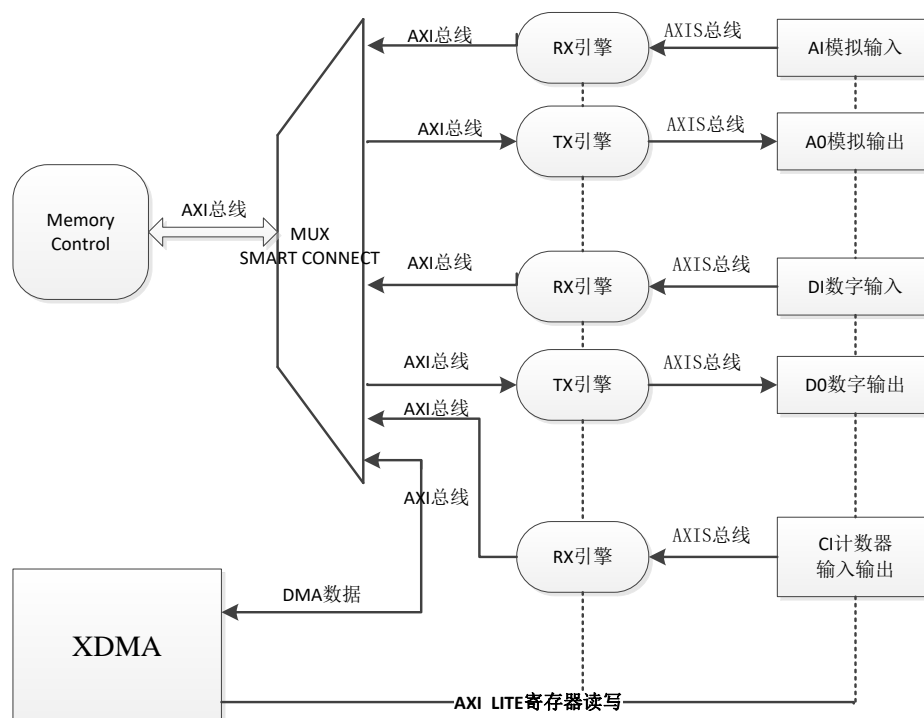 AXI总线
RX引擎
AXIS总线
AI模拟输入
AXI总线
TX引擎
AXIS总线
A0模拟输出
Memory
Control
AXI总线
MUX
SMART CONNECT
AXI总线
RX引擎
AXIS总线
DI数字输入
AXI总线
TX引擎
AXIS总线
D0数字输出
AXI总线
AXI总线
RX引擎
AXIS总线
CI计数器
输入输出
DMA数据
XDMA
AXI LITE寄存器读写